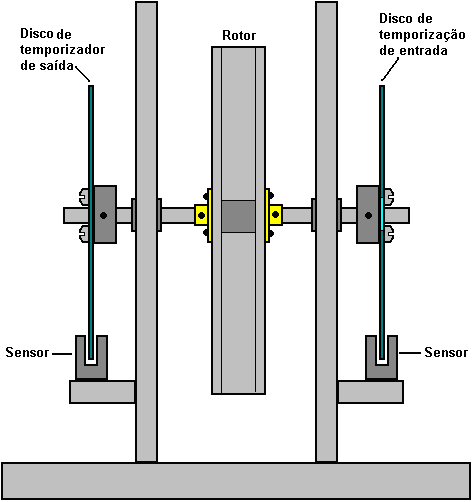 Disco de
temporizador
de saída
Rotor
Disco de
temporização
de entrada
Sensor
Sensor